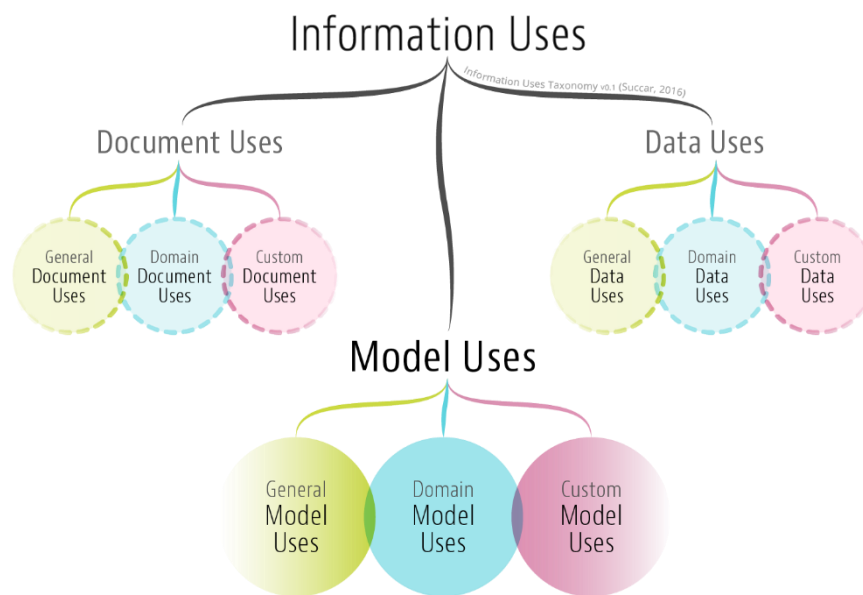 Information Uses
Information Uses Taxonomy v0.1 (Succar, 2016)
Document Uses
Data Uses
General
Document
Uses
Domain
Document
Uses
Custom
Document
Uses
General
Data
Uses
Domain
Data
Uses
Custom
Data
Uses
Model Uses
General
Model
Uses
Domain
Model
Uses
Custom
Model
Uses